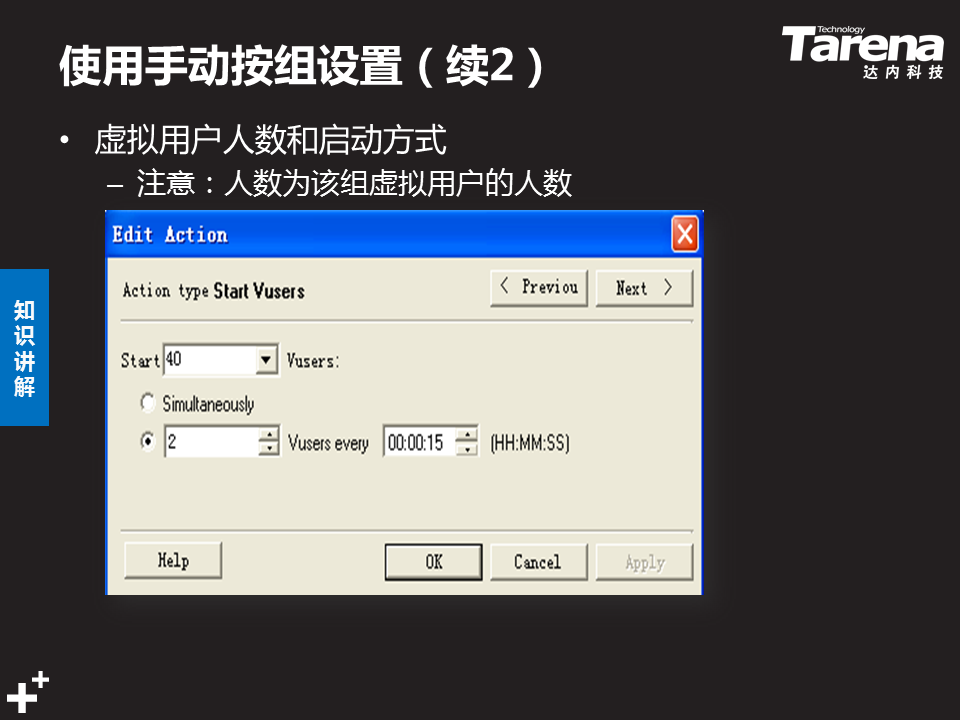 使用手动按组设置（续2）
Technology
Tarena
达内科技
• 虚拟用户人数和启动方式
– 注意：人数为该组虚拟用户的人数
Edit Action
Action type Start Vusers
< Previou
Next >
Start 40 Vusers:
Simultaneously
2 Vusers every 00:00:15 (HH:MM:SS)
Help
OK
Cancel
Apply
知识讲解